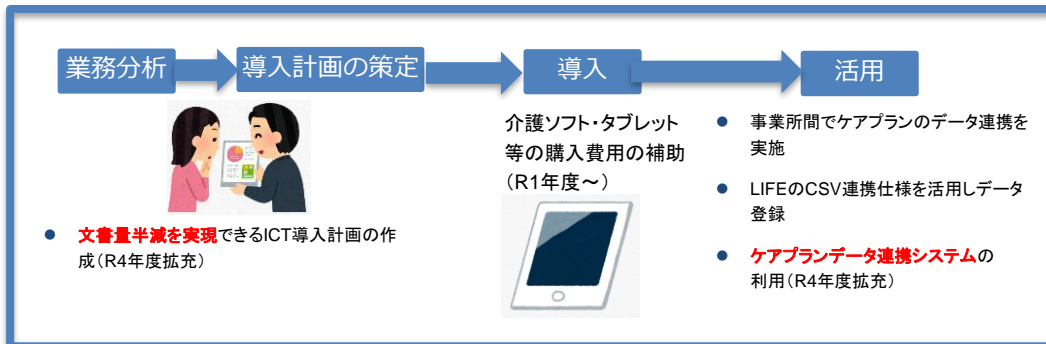 業務分析
導入計画の策定
導入
活用
● 文書量半減を実現できるICT導入計画の作
成(R4年度拡充)
介護ソフト・タブレット
等の購入費用の補助
(R1年度～)
● 事業所間でケアプランのデータ連携を
実施
● LIFEのCSV連携仕様を活用しデータ
登録
● ケアプランデータ連携システムの
利用(R4年度拡充)